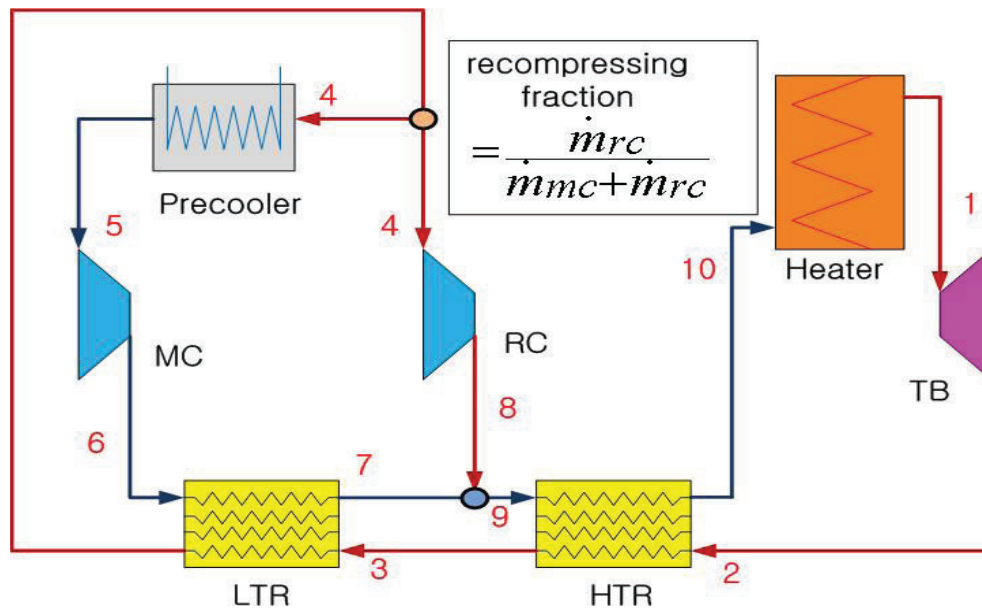 4
recompressing
fraction
= ṁrc / ṁmc+ṁrc
Precooler
1
5
4
10
Heater
MC
RC
TB
8
6
7
9
3
2
LTR
HTR